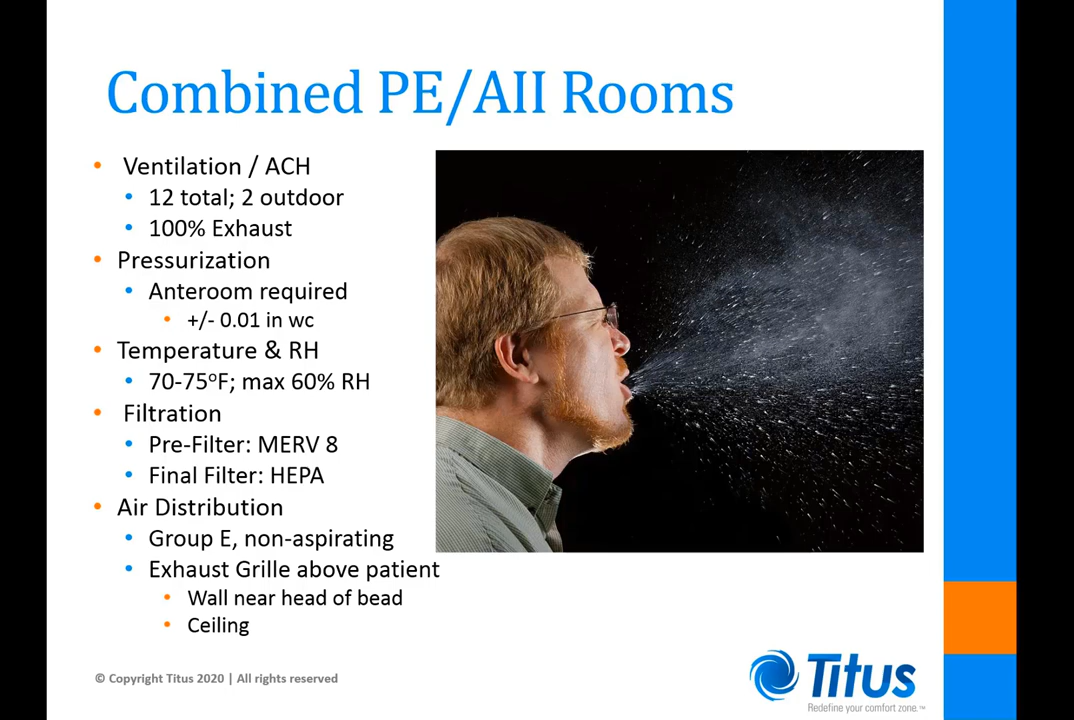 Combined PE/AII Rooms
• Ventilation / ACH
• 12 total; 2 outdoor
• 100% Exhaust
• Pressurization
• Anteroom required
• +/- 0.01 in wc
• Temperature & RH
• 70-75°F; max 60% RH
• Filtration
• Pre-Filter: MERV 8
• Final Filter: HEPA
• Air Distribution
• Group E, non-aspirating
• Exhaust Grille above patient
• Wall near head of bead
• Ceiling
© Copyright Titus 2020 | All rights reserved
Titus
Redefine your comfort zone.™